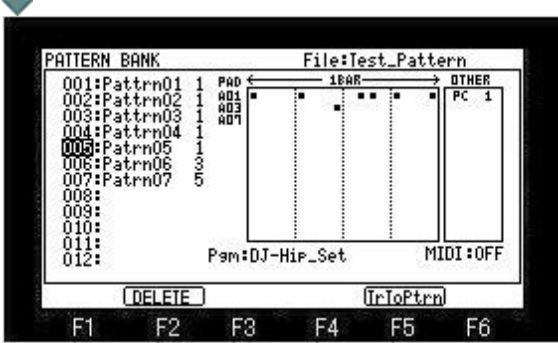 PATTERN BANK File:Test_Pattern
001:Pattrn01 1 PAD 1BAR OTHER
002:Pattrn02 1 A01 PC 1
003:Pattrn03 1 A03
004:Pattrn04 1 A07
005:Patrn05 1
006:Patrn06 3
007:Patrn07 5
008:
009:
010:
011:
012: Pgm:DJ-Hip_Set MIDI:OFF
DELETE TrToPtrn
F1 F2 F3 F4 F5 F6